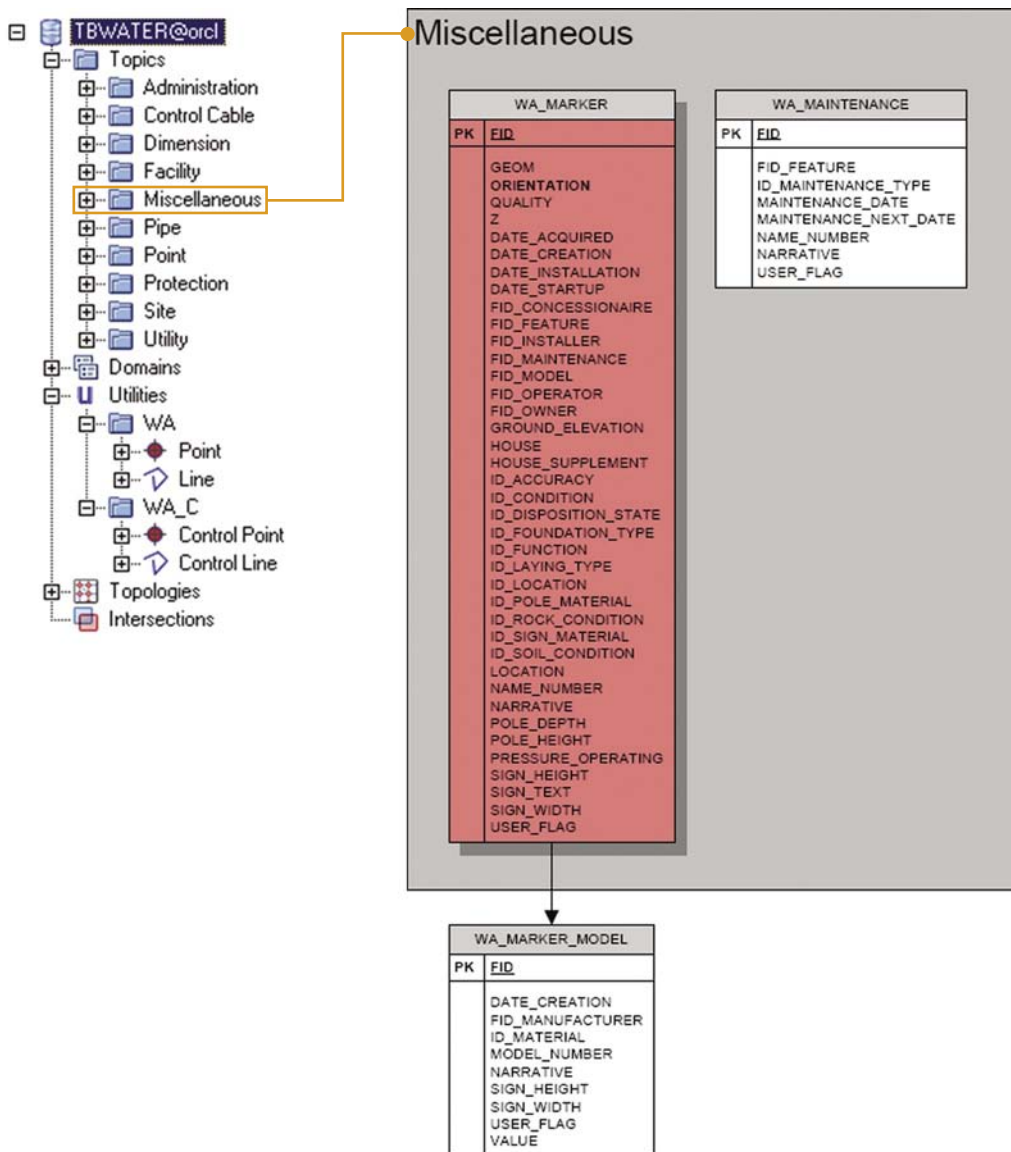 TBWATER@orcl
Topics
Administration
Control Cable
Dimension
Facility
Miscellaneous
Pipe
Point
Protection
Site
Utility
Domains
U Utilities
WA
Point
Line
WA_C
Control Point
Control Line
Topologies
Intersections
Miscellaneous
WA_MARKER
PK FID
GEOM
ORIENTATION
QUALITY
Z
DATE_ACQUIRED
DATE_CREATION
DATE_INSTALLATION
DATE_STARTUP
FID_CONCESSIONAIRE
FID_FEATURE
FID_INSTALLER
FID_MAINTENANCE
FID_MODEL
FID_OPERATOR
FID_OWNER
GROUND_ELEVATION
HOUSE
HOUSE_SUPPLEMENT
ID_ACCURACY
ID_CONDITION
ID_DISPOSITION_STATE
ID_FOUNDATION_TYPE
ID_FUNCTION
ID_LAYING_TYPE
ID_LOCATION
ID_POLE_MATERIAL
ID_ROCK_CONDITION
ID_SIGN_MATERIAL
ID_SOIL_CONDITION
LOCATION
NAME_NUMBER
NARRATIVE
POLE_DEPTH
POLE_HEIGHT
PRESSURE_OPERATING
SIGN_HEIGHT
SIGN_TEXT
SIGN_WIDTH
USER_FLAG
WA_MAINTENANCE
PK FID
FID_FEATURE
ID_MAINTENANCE_TYPE
MAINTENANCE_DATE
MAINTENANCE_NEXT_DATE
NAME_NUMBER
NARRATIVE
USER_FLAG
WA_MARKER_MODEL
PK FID
DATE_CREATION
FID_MANUFACTURER
ID_MATERIAL
MODEL_NUMBER
NARRATIVE
SIGN_HEIGHT
SIGN_WIDTH
USER_FLAG
VALUE